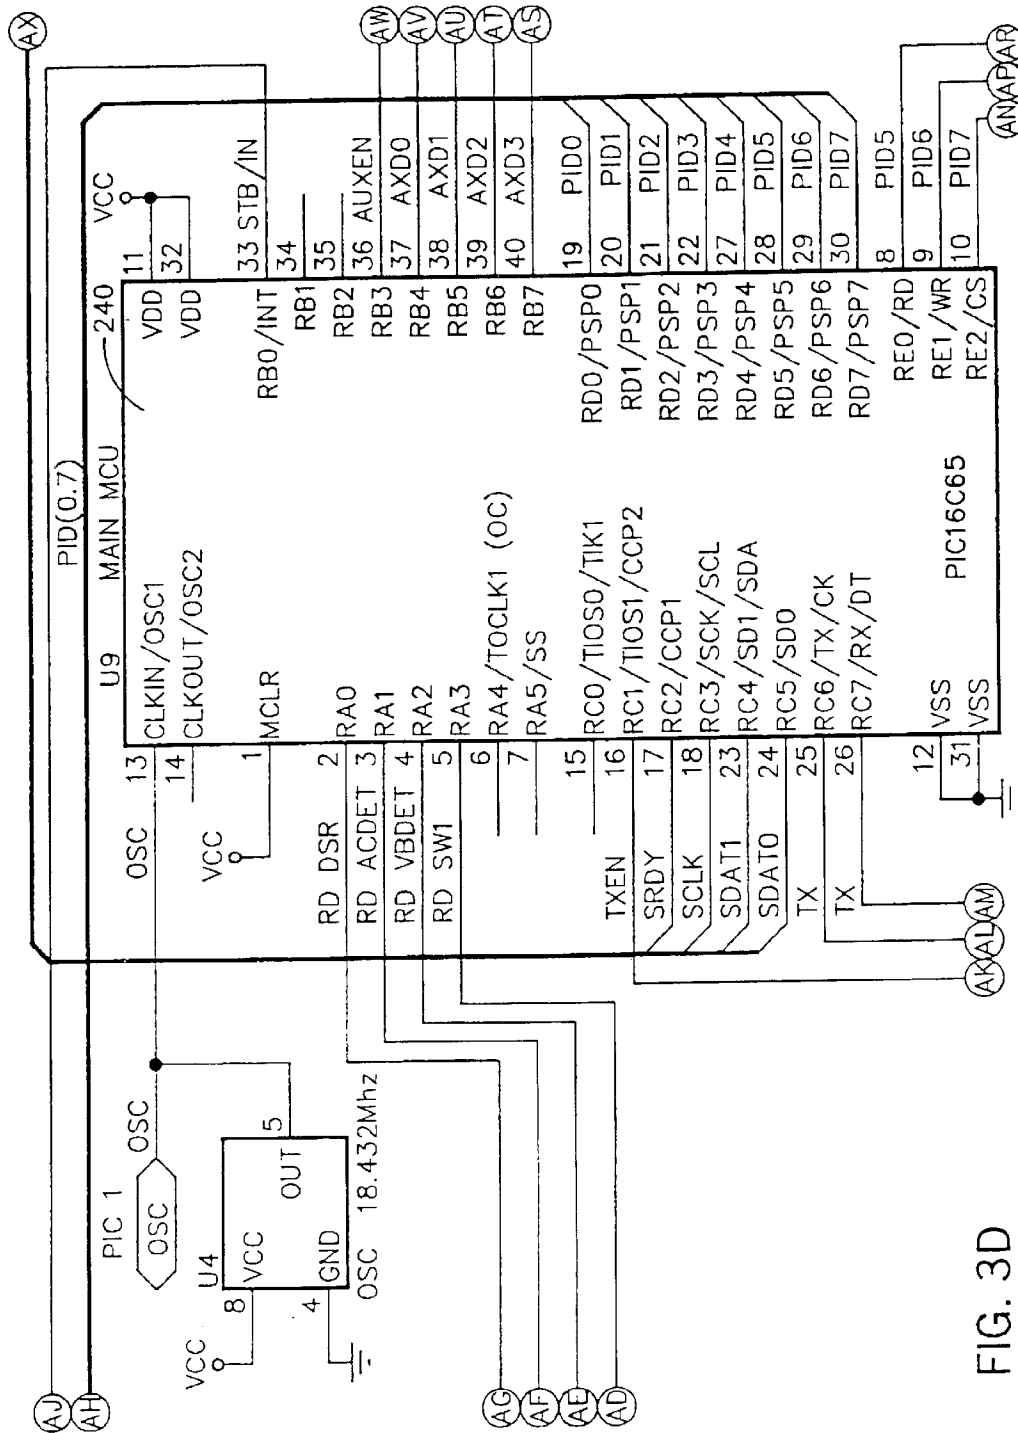 AX
AJ
AH
PID(0.7)
U9 MAIN MCU 240
VCC
13 CLKIN/OSC1
14 CLKOUT/OSC2
VCC
1 MCLR
RD DSR 2 RA0
RD ACDET 3 RA1
RD VBDET 4 RA2
RD SW1 5 RA3
6 RA4/TOCLK1 (OC)
7 RA5/SS
15 RC0/TIOSO/TIK1
TXEN 16 RC1/TIOS1/CCP2
SRDY 17 RC2/CCP1
SCLK 18 RC3/SCK/SCL
SDAT1 23 RC4/SD1/SDA
SDATO 24 RC5/SDO
TX 25 RC6/TX/CK
TX 26 RC7/RX/DT
12 VSS
31 VSS
PIC16C65
VDD 11
VDD 32
RB0/INT 33 STB/IN
RB1 34
RB2 35
RB3 36 AUXEN AW
RB4 37 AXD0 AV
RB5 38 AXD1 AU
RB6 39 AXD2 AT
RB7 40 AXD3 AS
RD0/PSP0 19 PID0
RD1/PSP1 20 PID1
RD2/PSP2 21 PID2
RD3/PSP3 22 PID3
RD4/PSP4 27 PID4
RD5/PSP5 28 PID5
RD6/PSP6 29 PID6
RD7/PSP7 30 PID7
RE0/RD 8 PID5 AR
RE1/WR 9 PID6 AP
RE2/CS 10 PID7 AN
PIC 1
OSC
OSC
OSC
U4
VCC
8 VCC
OUT 5
4 GND
OSC 18.432Mhz
AG
AF
AE
AD
AK
AL
AM
FIG. 3D